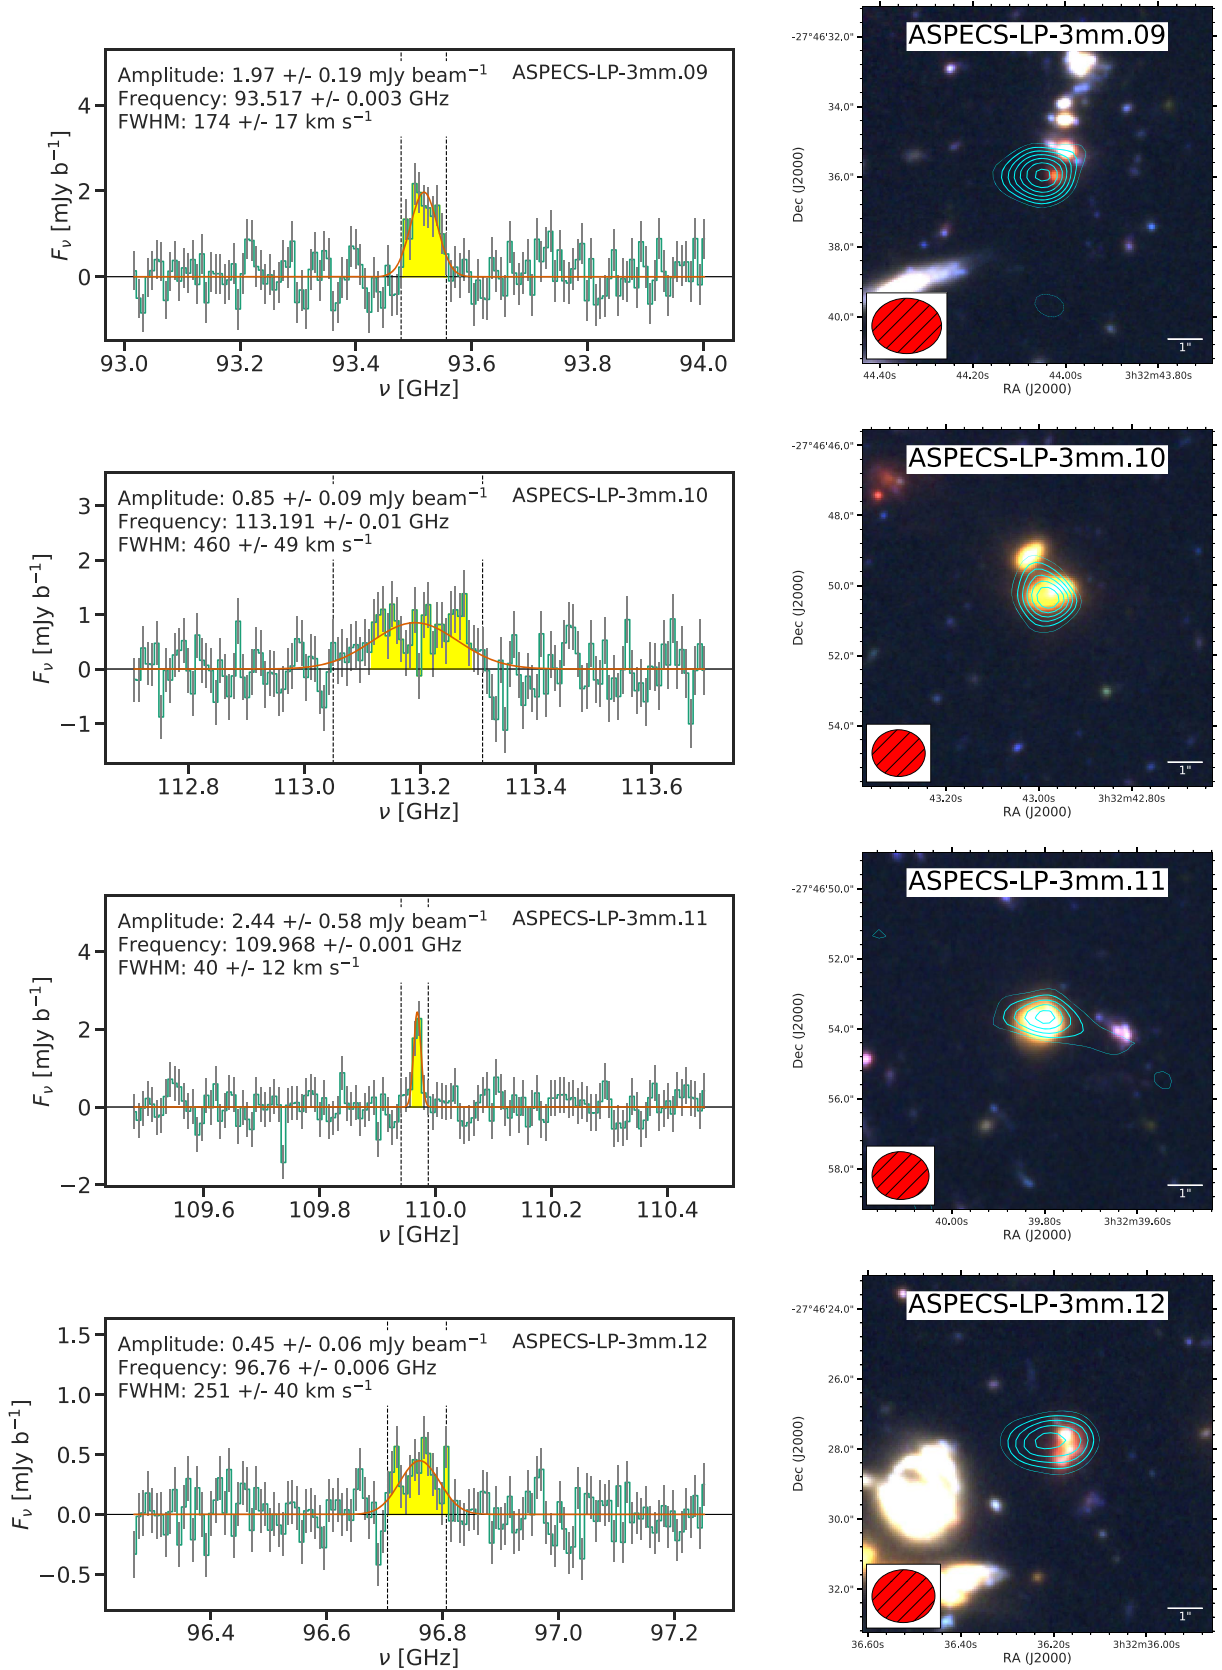 Amplitude: 1.97 +/- 0.19 mJy beam⁻¹ ASPECS-LP-3mm.09
Frequency: 93.517 +/- 0.003 GHz
FWHM: 174 +/- 17 km s⁻¹
4
2
0
Fν [mJy b⁻¹]
93.0 93.2 93.4 93.6 93.8 94.0
ν [GHz]
ASPECS-LP-3mm.09
-27°46'32.0"
34.0"
36.0"
38.0"
40.0"
Dec (J2000)
1"
44.40s 44.20s 44.00s 3h32m43.80s
RA (J2000)
Amplitude: 0.85 +/- 0.09 mJy beam⁻¹ ASPECS-LP-3mm.10
Frequency: 113.191 +/- 0.01 GHz
FWHM: 460 +/- 49 km s⁻¹
3
2
1
0
−1
Fν [mJy b⁻¹]
112.8 113.0 113.2 113.4 113.6
ν [GHz]
ASPECS-LP-3mm.10
-27°46'46.0"
48.0"
50.0"
52.0"
54.0"
Dec (J2000)
1"
43.20s 43.00s 3h32m42.80s
RA (J2000)
Amplitude: 2.44 +/- 0.58 mJy beam⁻¹ ASPECS-LP-3mm.11
Frequency: 109.968 +/- 0.001 GHz
FWHM: 40 +/- 12 km s⁻¹
4
2
0
−2
Fν [mJy b⁻¹]
109.6 109.8 110.0 110.2 110.4
ν [GHz]
ASPECS-LP-3mm.11
-27°46'50.0"
52.0"
54.0"
56.0"
58.0"
Dec (J2000)
1"
40.00s 39.80s 3h32m39.60s
RA (J2000)
Amplitude: 0.45 +/- 0.06 mJy beam⁻¹ ASPECS-LP-3mm.12
Frequency: 96.76 +/- 0.006 GHz
FWHM: 251 +/- 40 km s⁻¹
1.5
1.0
0.5
0.0
−0.5
Fν [mJy b⁻¹]
96.4 96.6 96.8 97.0 97.2
ν [GHz]
ASPECS-LP-3mm.12
-27°46'24.0"
26.0"
28.0"
30.0"
32.0"
Dec (J2000)
1"
36.60s 36.40s 36.20s 3h32m36.00s
RA (J2000)